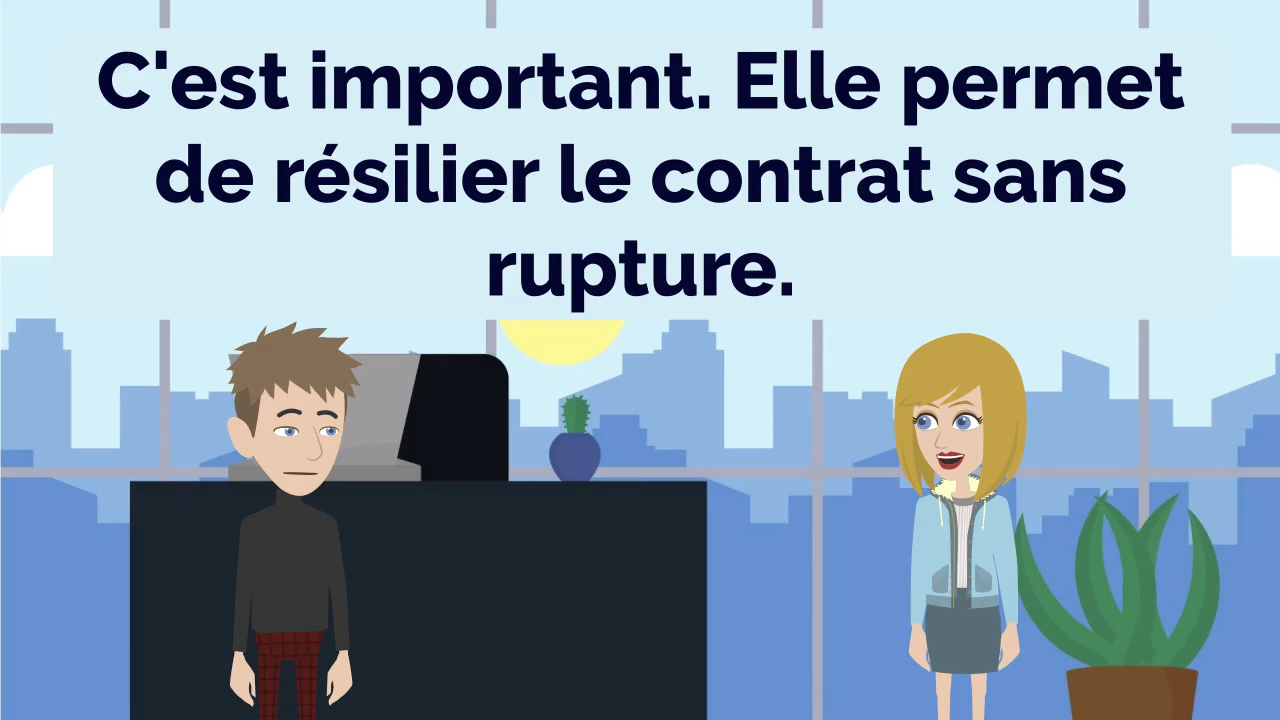 C'est important. Elle permet
de résilier le contrat sans
rupture.